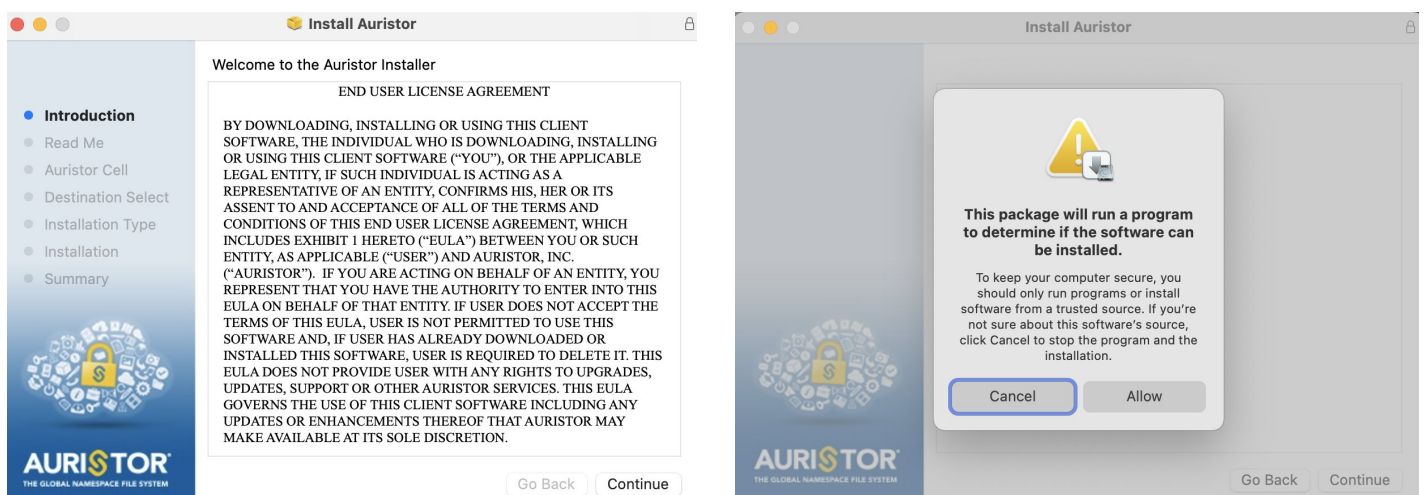 Install Auristor
Welcome to the Auristor Installer
Introduction
Read Me
Auristor Cell
Destination Select
Installation Type
Installation
Summary
END USER LICENSE AGREEMENT
BY DOWNLOADING, INSTALLING OR USING THIS CLIENT
SOFTWARE, THE INDIVIDUAL WHO IS DOWNLOADING, INSTALLING
OR USING THIS CLIENT SOFTWARE (“YOU”), OR THE APPLICABLE
LEGAL ENTITY, IF SUCH INDIVIDUAL IS ACTING AS A
REPRESENTATIVE OF AN ENTITY, CONFIRMS HIS, HER OR ITS
ASSENT TO AND ACCEPTANCE OF ALL OF THE TERMS AND
CONDITIONS OF THIS END USER LICENSE AGREEMENT, WHICH
INCLUDES EXHIBIT 1 HERETO (“EULA”) BETWEEN YOU OR SUCH
ENTITY, AS APPLICABLE (“USER”) AND AURISTOR, INC.
(“AURISTOR”).  IF YOU ARE ACTING ON BEHALF OF AN ENTITY, YOU
REPRESENT THAT YOU HAVE THE AUTHORITY TO ENTER INTO THIS
EULA ON BEHALF OF THAT ENTITY. IF USER DOES NOT ACCEPT THE
TERMS OF THIS EULA, USER IS NOT PERMITTED TO USE THIS
SOFTWARE AND, IF USER HAS ALREADY DOWNLOADED OR
INSTALLED THIS SOFTWARE, USER IS REQUIRED TO DELETE IT. THIS
EULA DOES NOT PROVIDE USER WITH ANY RIGHTS TO UPGRADES,
UPDATES, SUPPORT OR OTHER AURISTOR SERVICES. THIS EULA
GOVERNS THE USE OF THIS CLIENT SOFTWARE INCLUDING ANY
UPDATES OR ENHANCEMENTS THEREOF THAT AURISTOR MAY
MAKE AVAILABLE AT ITS SOLE DISCRETION.
AURISTOR
THE GLOBAL NAMESPACE FILE SYSTEM
Go Back
Continue
Install Auristor
This package will run a program
to determine if the software can
be installed.
To keep your computer secure, you
should only run programs or install
software from a trusted source. If you’re
not sure about this software’s source,
click Cancel to stop the program and the
installation.
Cancel
Allow
AURISTOR
THE GLOBAL NAMESPACE FILE SYSTEM
Go Back
Continue